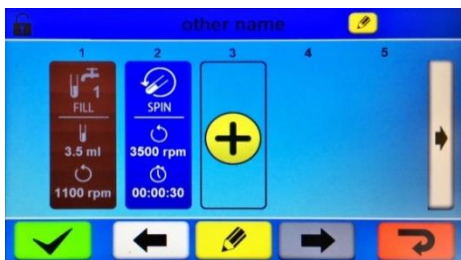 other name
1 2 3 4 5
1
FILL
3.5 ml
1100 rpm
SPIN
3500 rpm
00:00:30